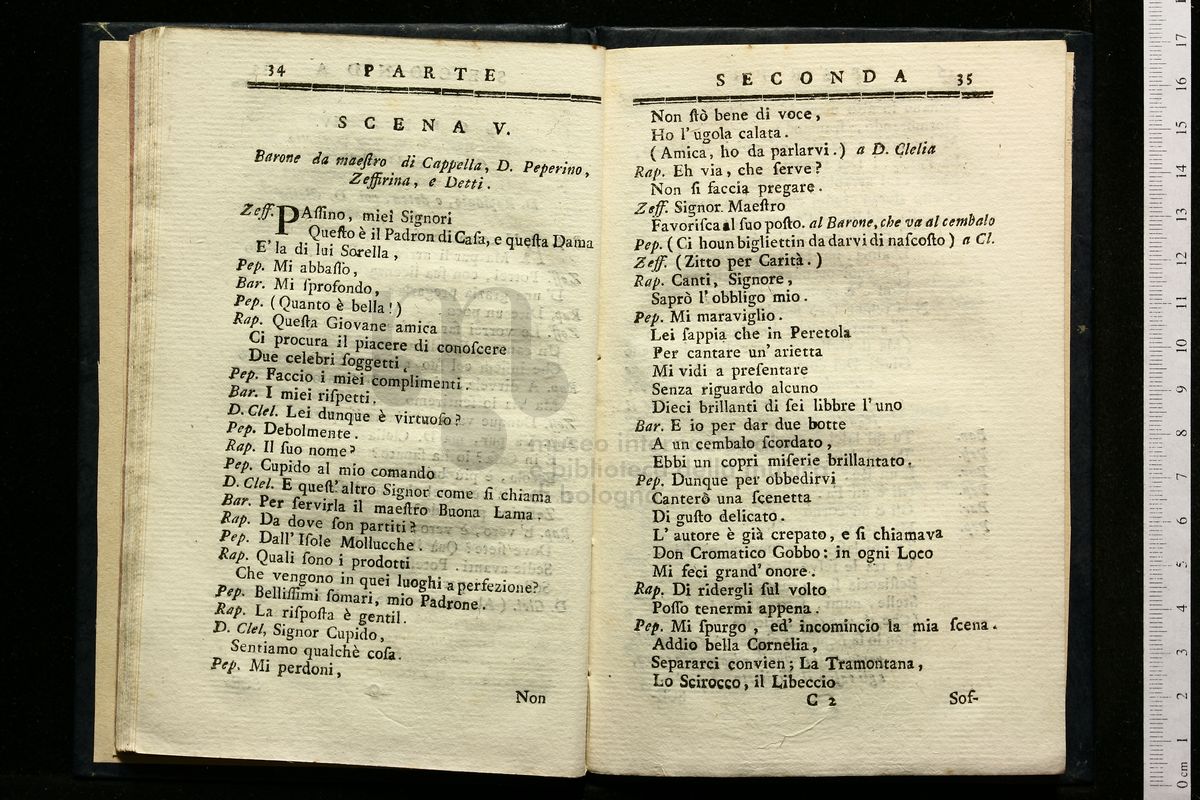 34 PARTE
SCENA V.
Barone da maeſtro di Cappella, D. Peperino,
Zeffirina, e Detti.
Zeff. PAſſino, miei Signori
Queſto è il Padron di Caſa, e queſta Dama
E' la di lui Sorella,
Pep. Mi abbaſſo,
Bar. Mi ſprofondo,
Pep. (Quanto è bella!)
Rap. Queſta Giovane amica
Ci procura il piacere di conoſcere
Due celebri ſoggetti.
Pep. Faccio i miei complimenti.
Bar. I miei riſpetti.
D. Clel. Lei dunque è virtuoſo?
Pep. Debolmente.
Rap. Il ſuo nome?
Pep. Cupido al mio comando
D. Clel. E queſt' altro Signor come ſi chiama
Bar. Per ſervirla il maeſtro Buona Lama.
Rap. Da dove ſon partiti?
Pep. Dall' Iſole Mollucche.
Rap. Quali ſono i prodotti
Che vengono in quei luoghi a perfezione?
Pep. Belliſſimi ſomari, mio Padrone.
Rap. La riſpoſta è gentil.
D. Clel, Signor Cupido,
Sentiamo qualchè coſa.
Pep. Mi perdoni,
Non
SECONDA 35
Non ſtò bene di voce,
Ho l' ugola calata.
(Amica, ho da parlarvi.) a D. Clelia
Rap. Eh via, che ſerve?
Non ſi faccia pregare.
Zeff. Signor Maeſtro
Favoriſca al ſuo poſto. al Barone, che va al cembalo
Pep. (Ci ho un bigliettin da darvi di naſcoſto) a Cl.
Zeff. (Zitto per Carità.)
Rap. Canti, Signore,
Saprò l' obbligo mio.
Pep. Mi maraviglio.
Lei ſappia che in Peretola
Per cantare un' arietta
Mi vidi a preſentare
Senza riguardo alcuno
Dieci brillanti di ſei libbre l' uno
Bar. E io per dar due botte
A un cembalo ſcordato,
Ebbi un copri miſerie brillantato.
Pep. Dunque per obbedirvi
Canterò una ſcenetta
Di guſto delicato.
L' autore è già crepato, e ſi chiamava
Don Cromatico Gobbo: in ogni Loco
Mi feci grand' onore.
Rap. Di ridergli ſul volto
Poſſo tenermi appena.
Pep. Mi ſpurgo, ed' incomincio la mia ſcena.
Addio bella Cornelia,
Separarci convien; La Tramontana,
Lo Scirocco, il Libeccio
C 2 Sof-